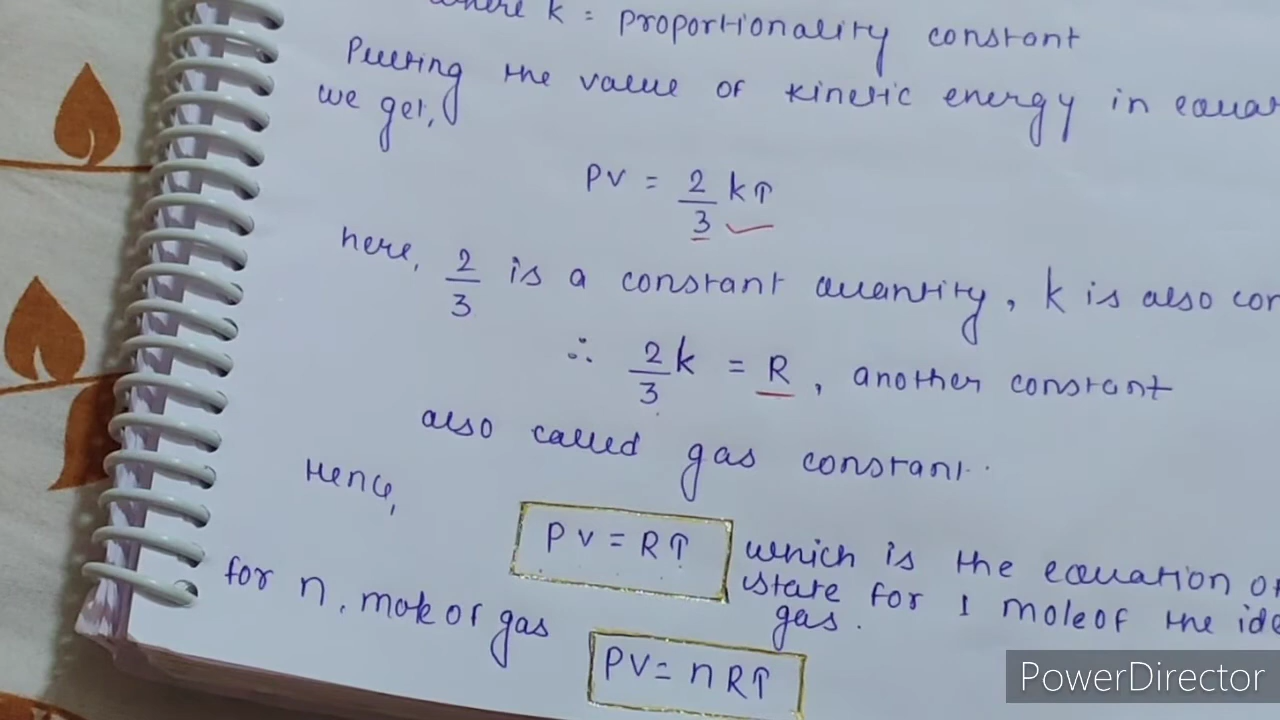 where k = proportionality constant
Putting the value of kinetic energy in equat
we get,
PV = 2/3 kT
here, 2/3 is a constant quantity, k is also con
∴ 2/3 k = R, another constant
also called gas constant.
Hence,
PV = RT which is the equation of
state for 1 mole of the ide
gas.
for n, mole of gas
PV = nRT
PowerDirector